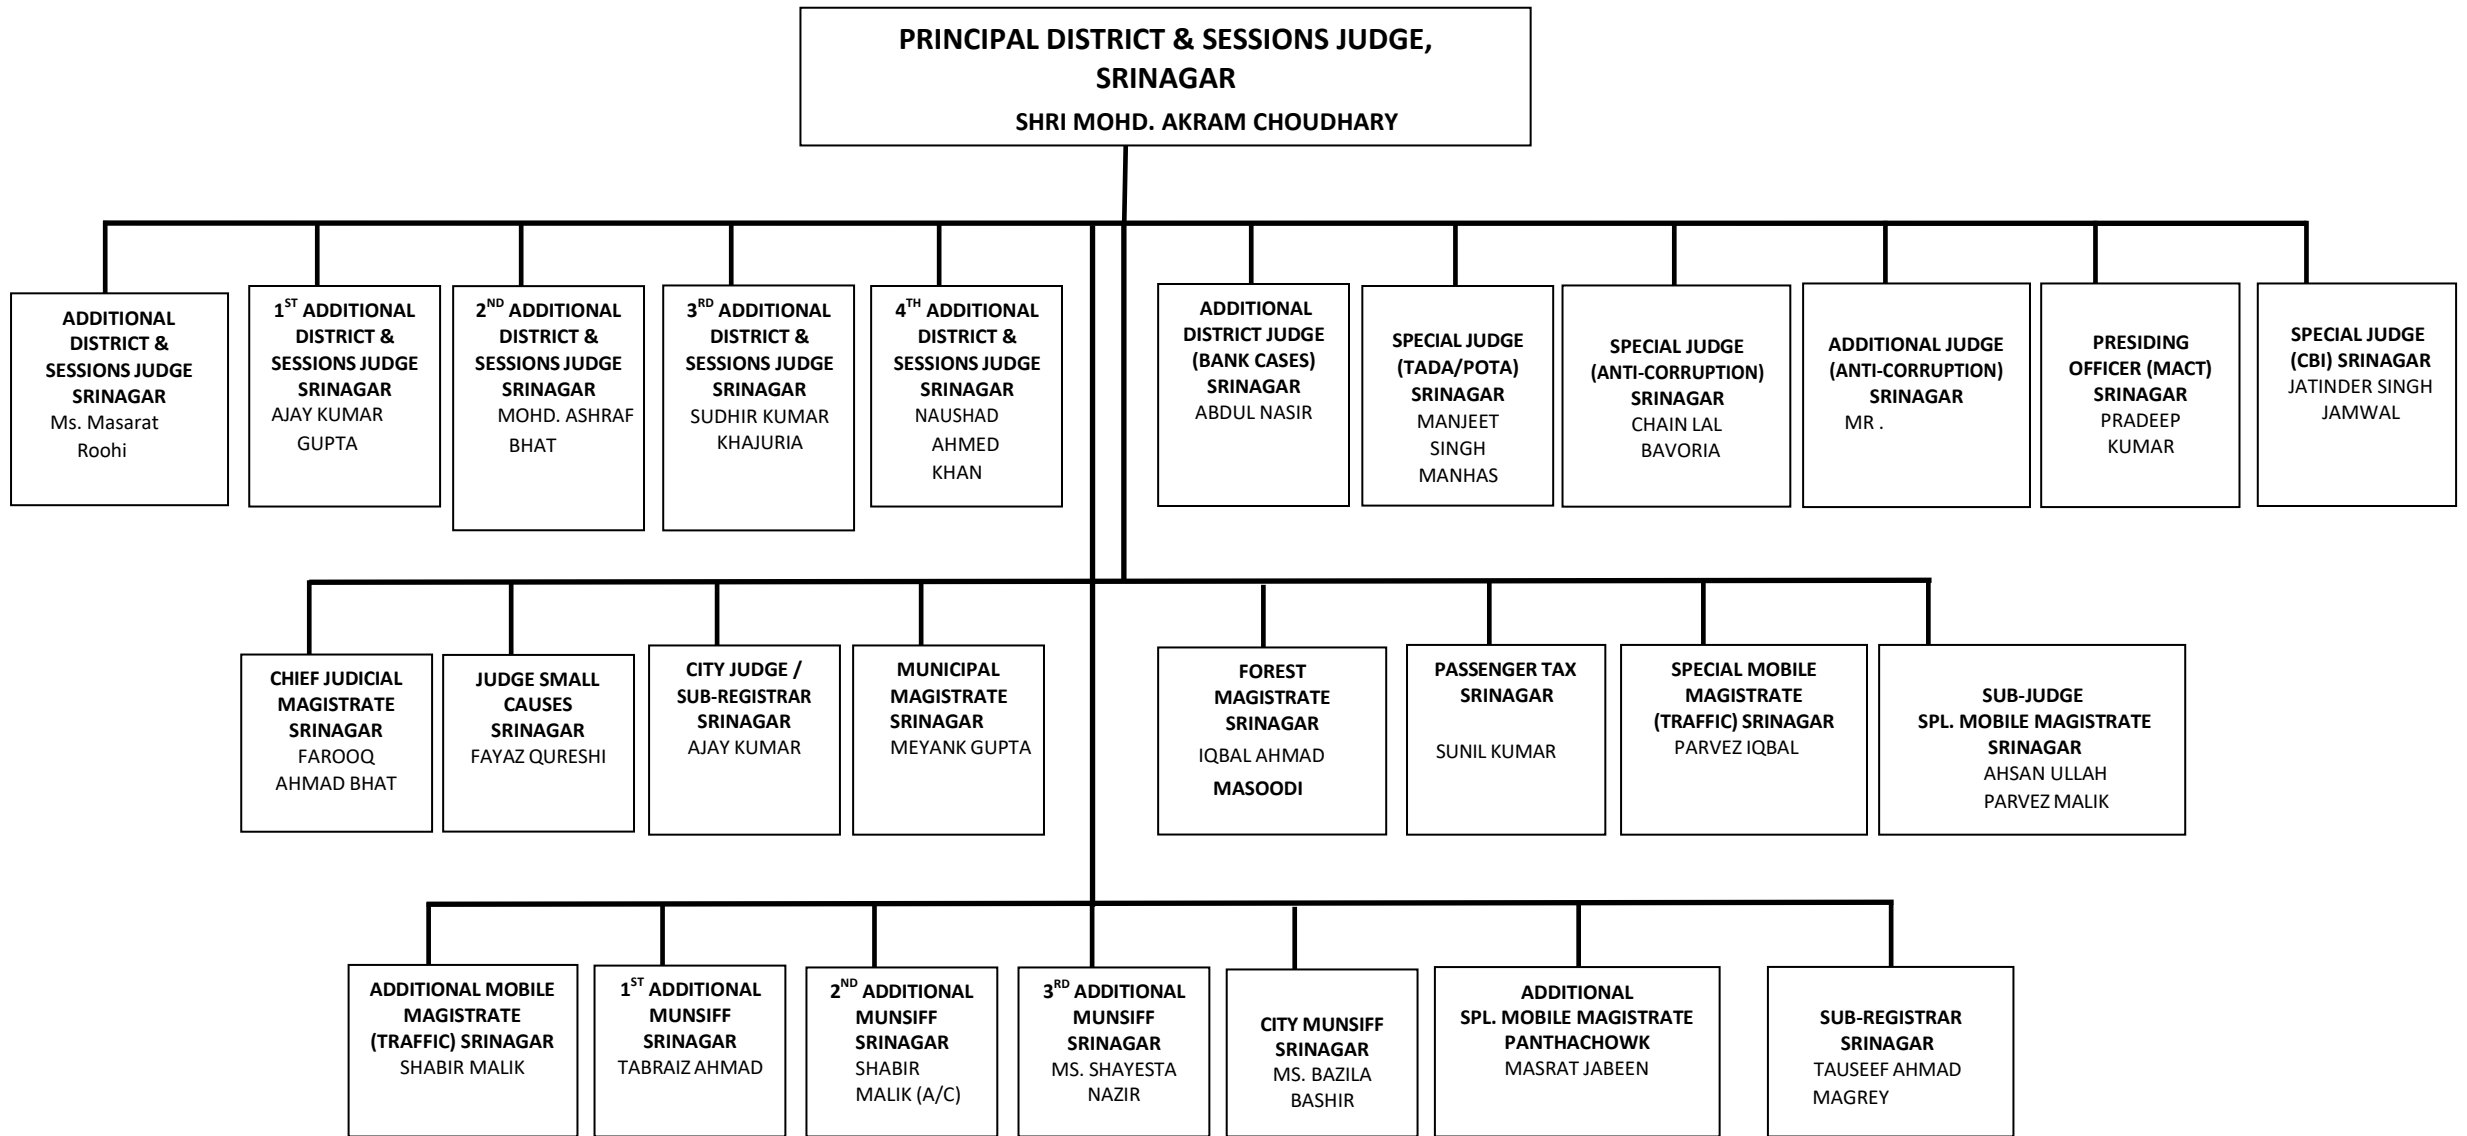 PRINCIPAL DISTRICT & SESSIONS JUDGE,
SRINAGAR
SHRI MOHD. AKRAM CHOUDHARY
ADDITIONAL
DISTRICT &
SESSIONS JUDGE
SRINAGAR
Ms. Masarat
Roohi
1ST ADDITIONAL
DISTRICT &
SESSIONS JUDGE
SRINAGAR
AJAY KUMAR
GUPTA
2ND ADDITIONAL
DISTRICT &
SESSIONS JUDGE
SRINAGAR
MOHD. ASHRAF
BHAT
3RD ADDITIONAL
DISTRICT &
SESSIONS JUDGE
SRINAGAR
SUDHIR KUMAR
KHAJURIA
4TH ADDITIONAL
DISTRICT &
SESSIONS JUDGE
SRINAGAR
NAUSHAD
AHMED
KHAN
ADDITIONAL
DISTRICT JUDGE
(BANK CASES)
SRINAGAR
ABDUL NASIR
SPECIAL JUDGE
(TADA/POTA)
SRINAGAR
MANJEET
SINGH
MANHAS
SPECIAL JUDGE
(ANTI-CORRUPTION)
SRINAGAR
CHAIN LAL
BAVORIA
ADDITIONAL JUDGE
(ANTI-CORRUPTION)
SRINAGAR
MR .
PRESIDING
OFFICER (MACT)
SRINAGAR
PRADEEP
KUMAR
SPECIAL JUDGE
(CBI) SRINAGAR
JATINDER SINGH
JAMWAL
CHIEF JUDICIAL
MAGISTRATE
SRINAGAR
FAROOQ
AHMAD BHAT
JUDGE SMALL
CAUSES
SRINAGAR
FAYAZ QURESHI
CITY JUDGE /
SUB-REGISTRAR
SRINAGAR
AJAY KUMAR
MUNICIPAL
MAGISTRATE
SRINAGAR
MEYANK GUPTA
FOREST
MAGISTRATE
SRINAGAR
IQBAL AHMAD
MASOODI
PASSENGER TAX
SRINAGAR
SUNIL KUMAR
SPECIAL MOBILE
MAGISTRATE
(TRAFFIC) SRINAGAR
PARVEZ IQBAL
SUB-JUDGE
SPL. MOBILE MAGISTRATE
SRINAGAR
AHSAN ULLAH
PARVEZ MALIK
ADDITIONAL MOBILE
MAGISTRATE
(TRAFFIC) SRINAGAR
SHABIR MALIK
1ST ADDITIONAL
MUNSIFF
SRINAGAR
TABRAIZ AHMAD
2ND ADDITIONAL
MUNSIFF
SRINAGAR
SHABIR
MALIK (A/C)
3RD ADDITIONAL
MUNSIFF
SRINAGAR
MS. SHAYESTA
NAZIR
CITY MUNSIFF
SRINAGAR
MS. BAZILA
BASHIR
ADDITIONAL
SPL. MOBILE MAGISTRATE
PANTHACHOWK
MASRAT JABEEN
SUB-REGISTRAR
SRINAGAR
TAUSEEF AHMAD
MAGREY